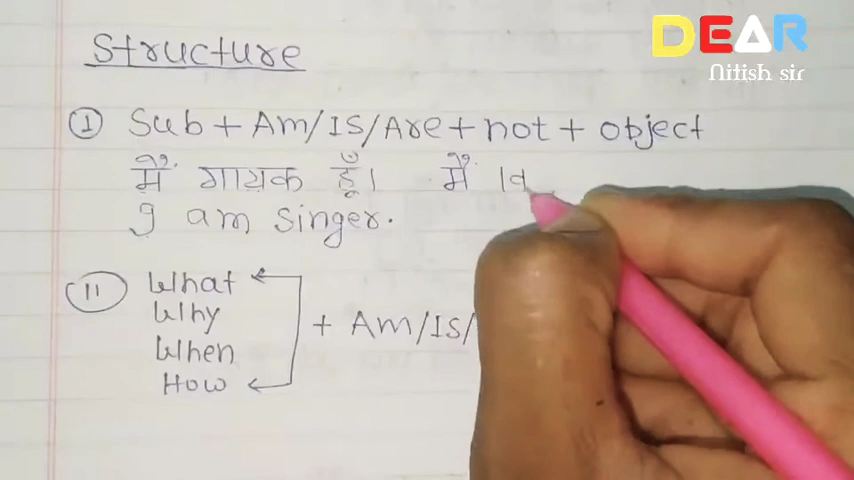 DEAR
Nitish sir
Structure
I Sub + Am/IS/Are + not + object
मैं गायक हूँ। मैं
I am singer.
II What
Why
When
How
+ Am/IS/